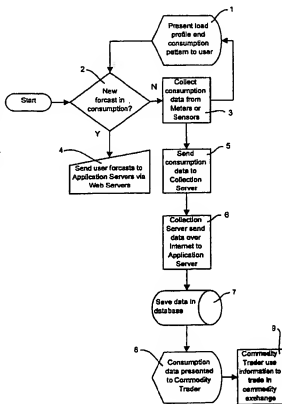 1
Present load
profile end
consumption
pattern to user
2
New
forcast in
consumption?
N
Start
Y
Collect
consumption
data from
Meters or
Sensors
3
4
Send user forcasts to
Application Servers via
Web Servers
5
Send
consumption
data to
Collection
Server
6
Collection
Server send
data over
Internet to
Application
Server
7
Save data in
database
8
Consumption
data presented
to Commodity
Trader
9
Commodity
Trader use
information to
trade in
commodity
exchange